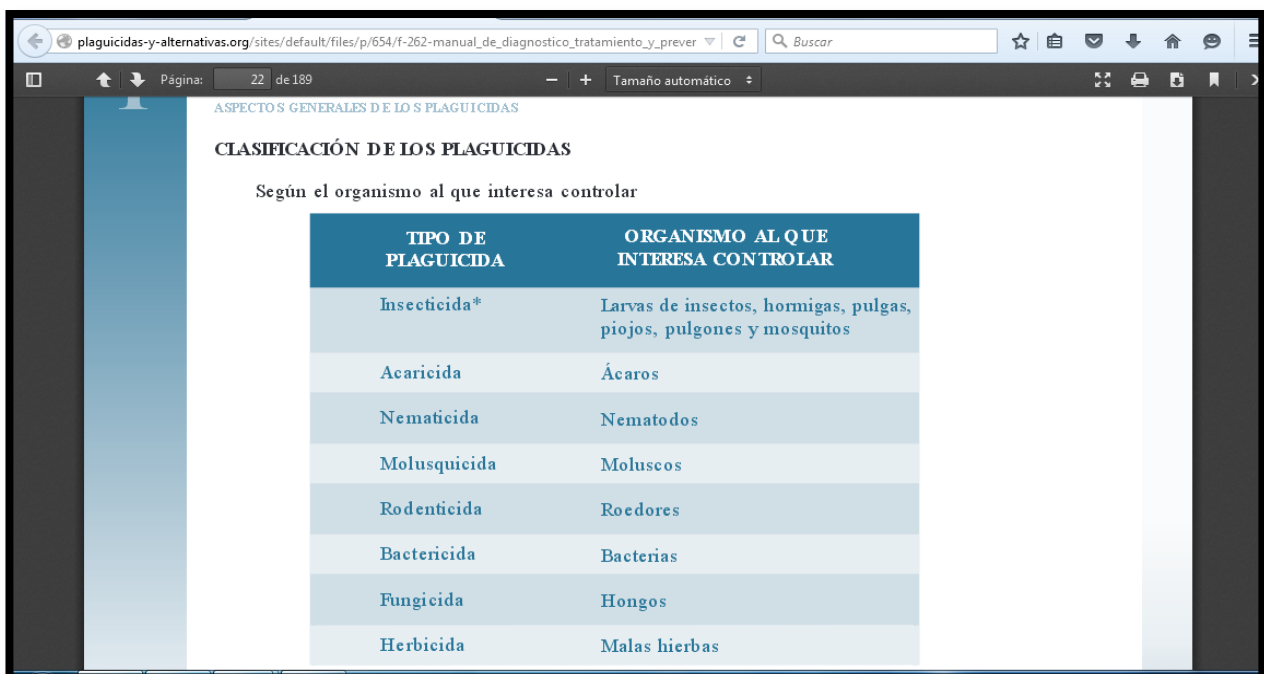 plaguicidas-y-alternativas.org/sites/default/files/p/654/f-262-manual_de_diagnostico_tratamiento_y_prever
Buscar
Página: 22 de 189
Tamaño automático
ASPECTOS GENERALES DE LOS PLAGUICIDAS
CLASIFICACIÓN DE LOS PLAGUICIDAS
Según el organismo al que interesa controlar
TIPO DE PLAGUICIDA
ORGANISMO AL QUE INTERESA CONTROLAR
Insecticida*
Larvas de insectos, hormigas, pulgas,
piojos, pulgones y mosquitos
Acaricida
Ácaros
Nematicida
Nematodos
Molusquicida
Moluscos
Rodenticida
Roedores
Bactericida
Bacterias
Fungicida
Hongos
Herbicida
Malas hierbas